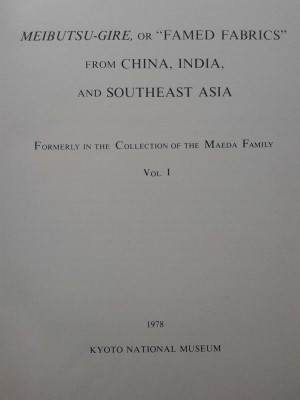 MEIBUTSU-GIRE, OR "FAMED FABRICS"
FROM CHINA, INDIA,
AND SOUTHEAST ASIA
FORMERLY IN THE COLLECTION OF THE MAEDA FAMILY
VOL. I
1978
KYOTO NATIONAL MUSEUM